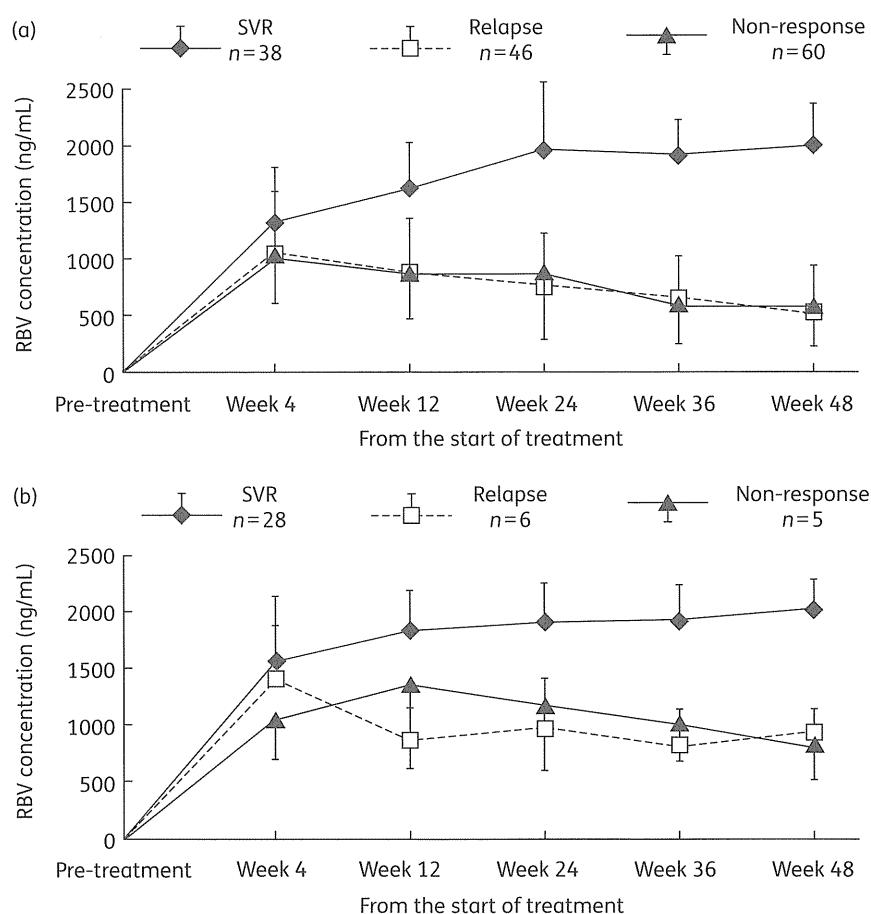 (a)
SVR
n=38
Relapse
n=46
Non-response
n=60
RBV concentration (ng/mL)
2500
2000
1500
1000
500
0
Pre-treatment Week 4 Week 12 Week 24 Week 36 Week 48
From the start of treatment
(b)
SVR
n=28
Relapse
n=6
Non-response
n=5
RBV concentration (ng/mL)
2500
2000
1500
1000
500
0
Pre-treatment Week 4 Week 12 Week 24 Week 36 Week 48
From the start of treatment